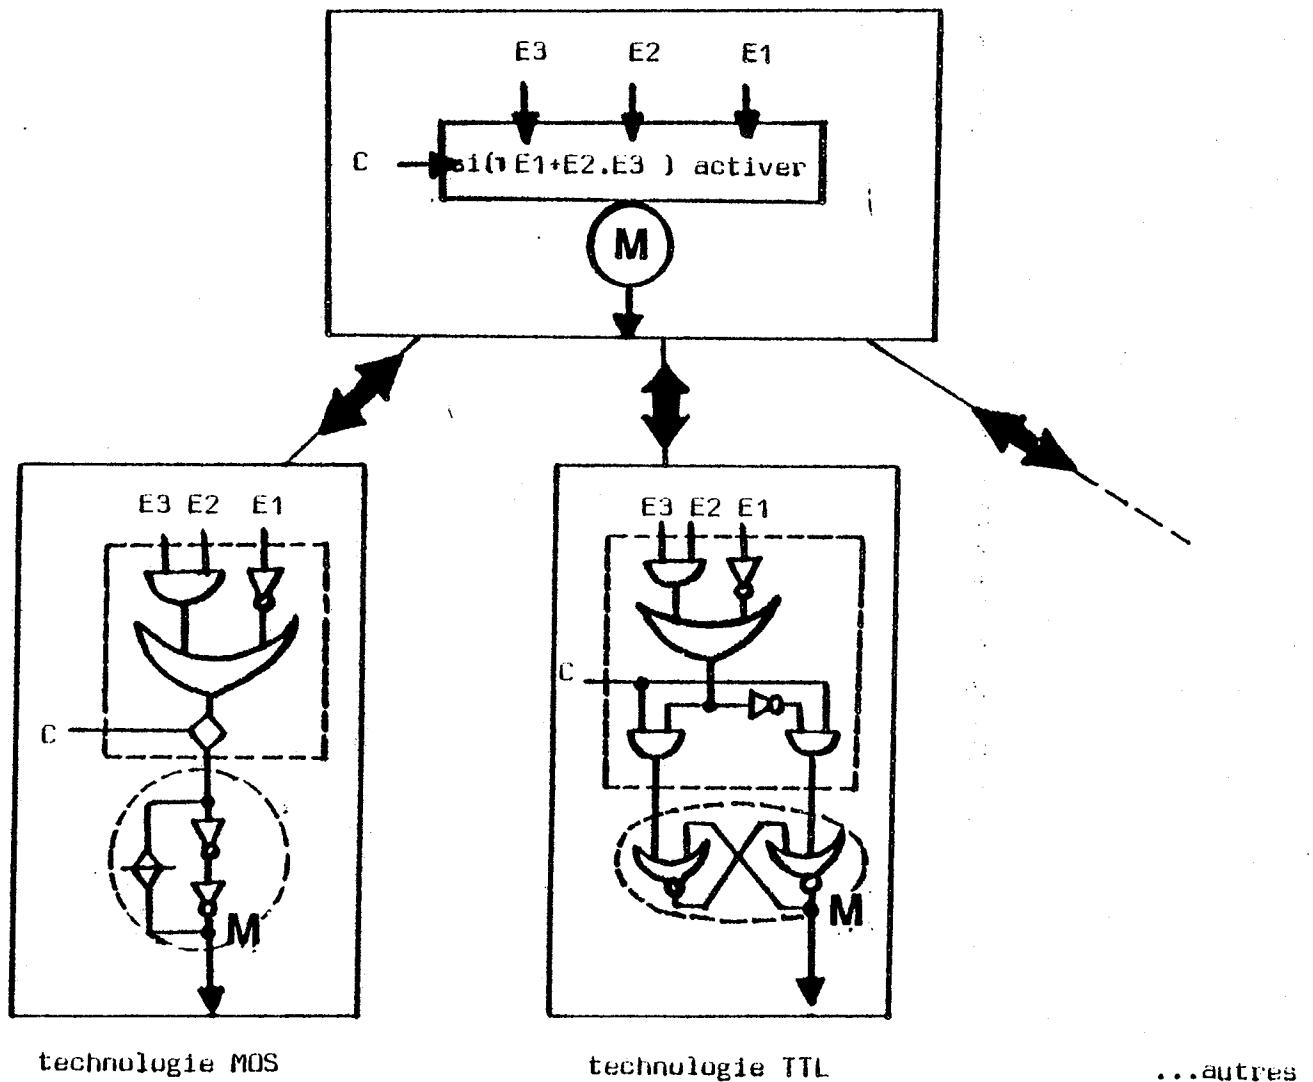 E3 E2 E1
C si(¬E1+E2.E3 ) activer
M
E3 E2 E1
C
M
E3 E2 E1
C
M
technologie MOS
technologie TTL
...autres